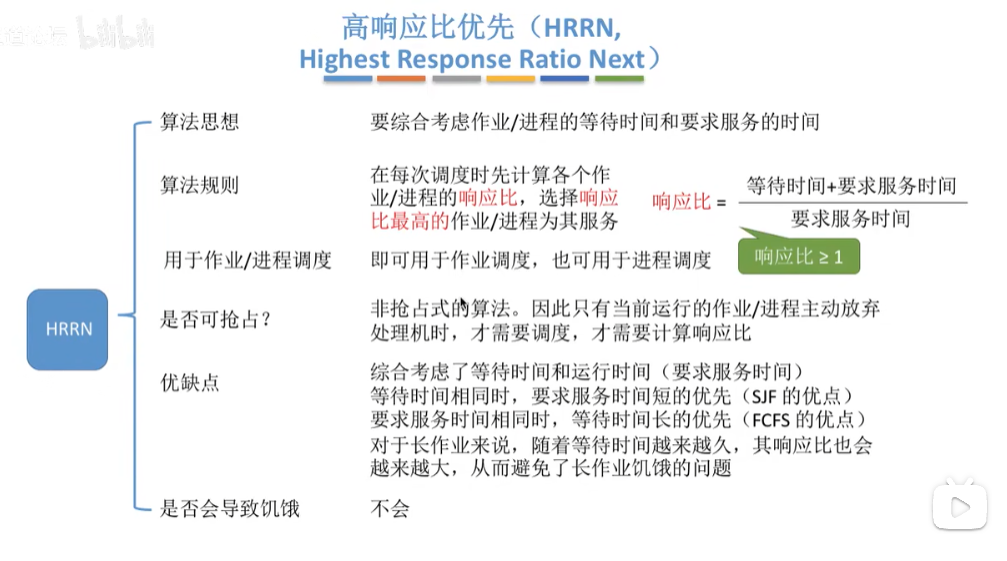 bilibili
高响应比优先（HRRN,
Highest Response Ratio Next）
算法思想
要综合考虑作业/进程的等待时间和要求服务的时间
算法规则
在每次调度时先计算各个作
业/进程的响应比，选择响应
比最高的作业/进程为其服务
响应比 =
等待时间+要求服务时间
要求服务时间
响应比 ≥ 1
用于作业/进程调度
即可用于作业调度，也可用于进程调度
HRRN
是否可抢占？
非抢占式的算法。因此只有当前运行的作业/进程主动放弃
处理机时，才需要调度，才需要计算响应比
优缺点
综合考虑了等待时间和运行时间（要求服务时间）
等待时间相同时，要求服务时间短的优先（SJF 的优点）
要求服务时间相同时，等待时间长的优先（FCFS 的优点）
对于长作业来说，随着等待时间越来越久，其响应比也会
越来越大，从而避免了长作业饥饿的问题
是否会导致饥饿
不会